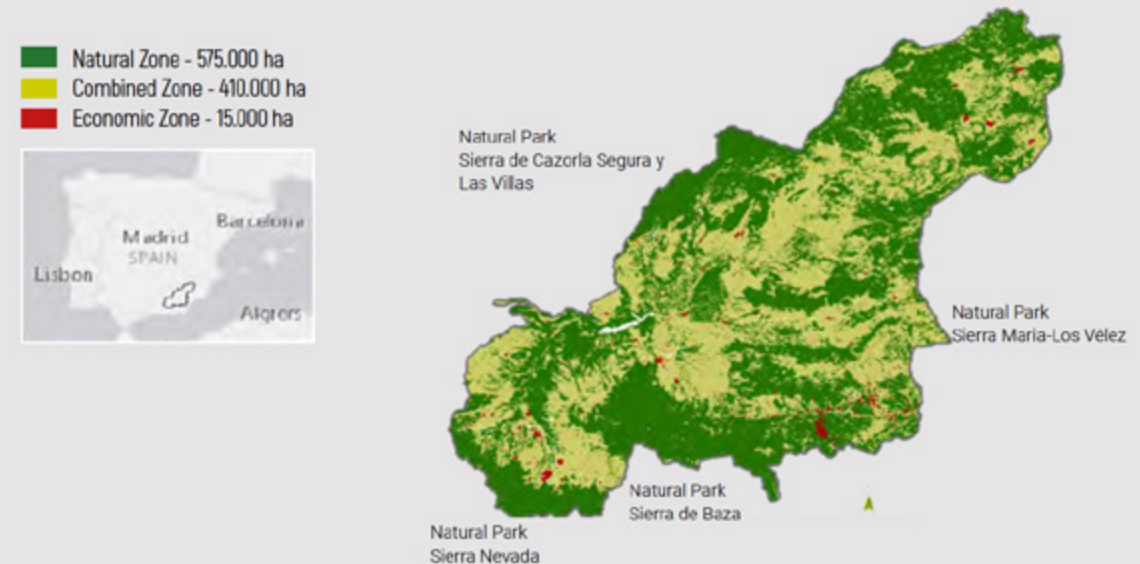 Natural Zone - 575.000 ha
Combined Zone - 410.000 ha
Economic Zone - 15.000 ha
Natural Park
Sierra de Cazorla Segura y
Las Villas
Barcelona
Madrid
SPAIN
Lisbon
Algiers
Natural Park
Sierra Maria-Los Vélez
Natural Park
Sierra de Baza
Natural Park
Sierra Nevada